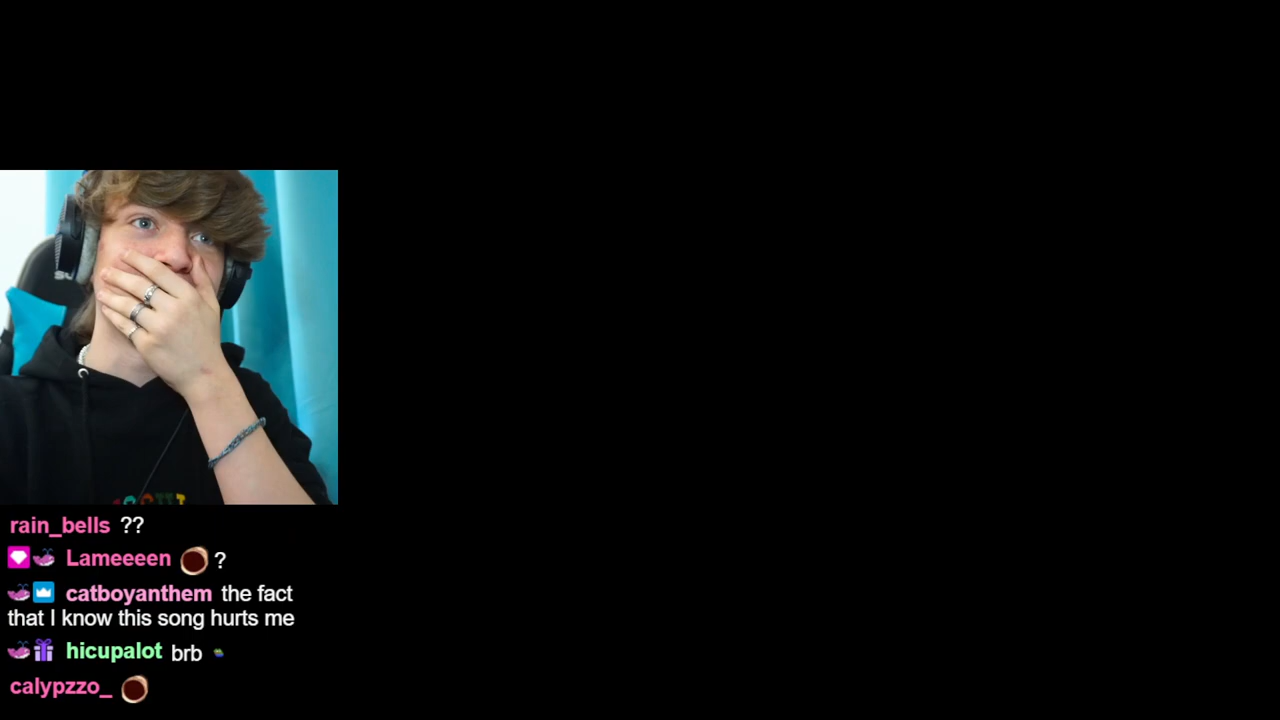 rain_bells ??
Lameeeen ?
catboyanthem the fact
that I know this song hurts me
hicupalot brb
calypzzo_